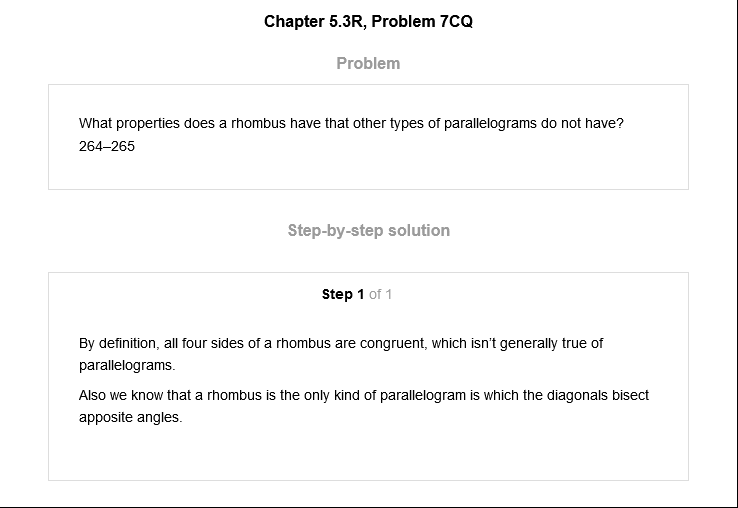 Chapter 5.3R, Problem 7CQ
Problem
What properties does a rhombus have that other types of parallelograms do not have?
264–265
Step-by-step solution
Step 1 of 1
By definition, all four sides of a rhombus are congruent, which isn’t generally true of
parallelograms.
Also we know that a rhombus is the only kind of parallelogram is which the diagonals bisect
apposite angles.